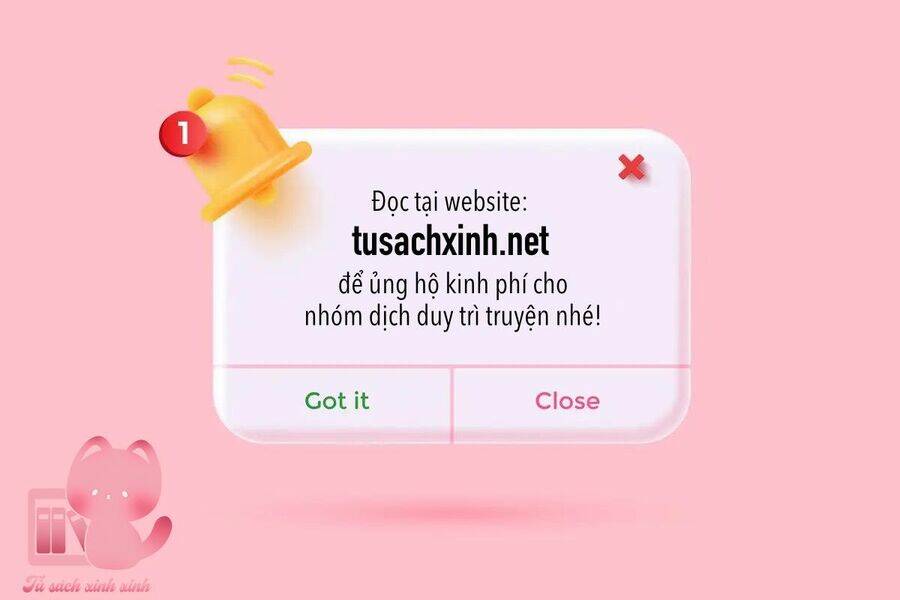 1
Đọc tại website:
tusachxinh.net
để ủng hộ kinh phí cho
nhóm dịch duy trì truyện nhé!
Got it
Close
Tủ sách xinh xinh